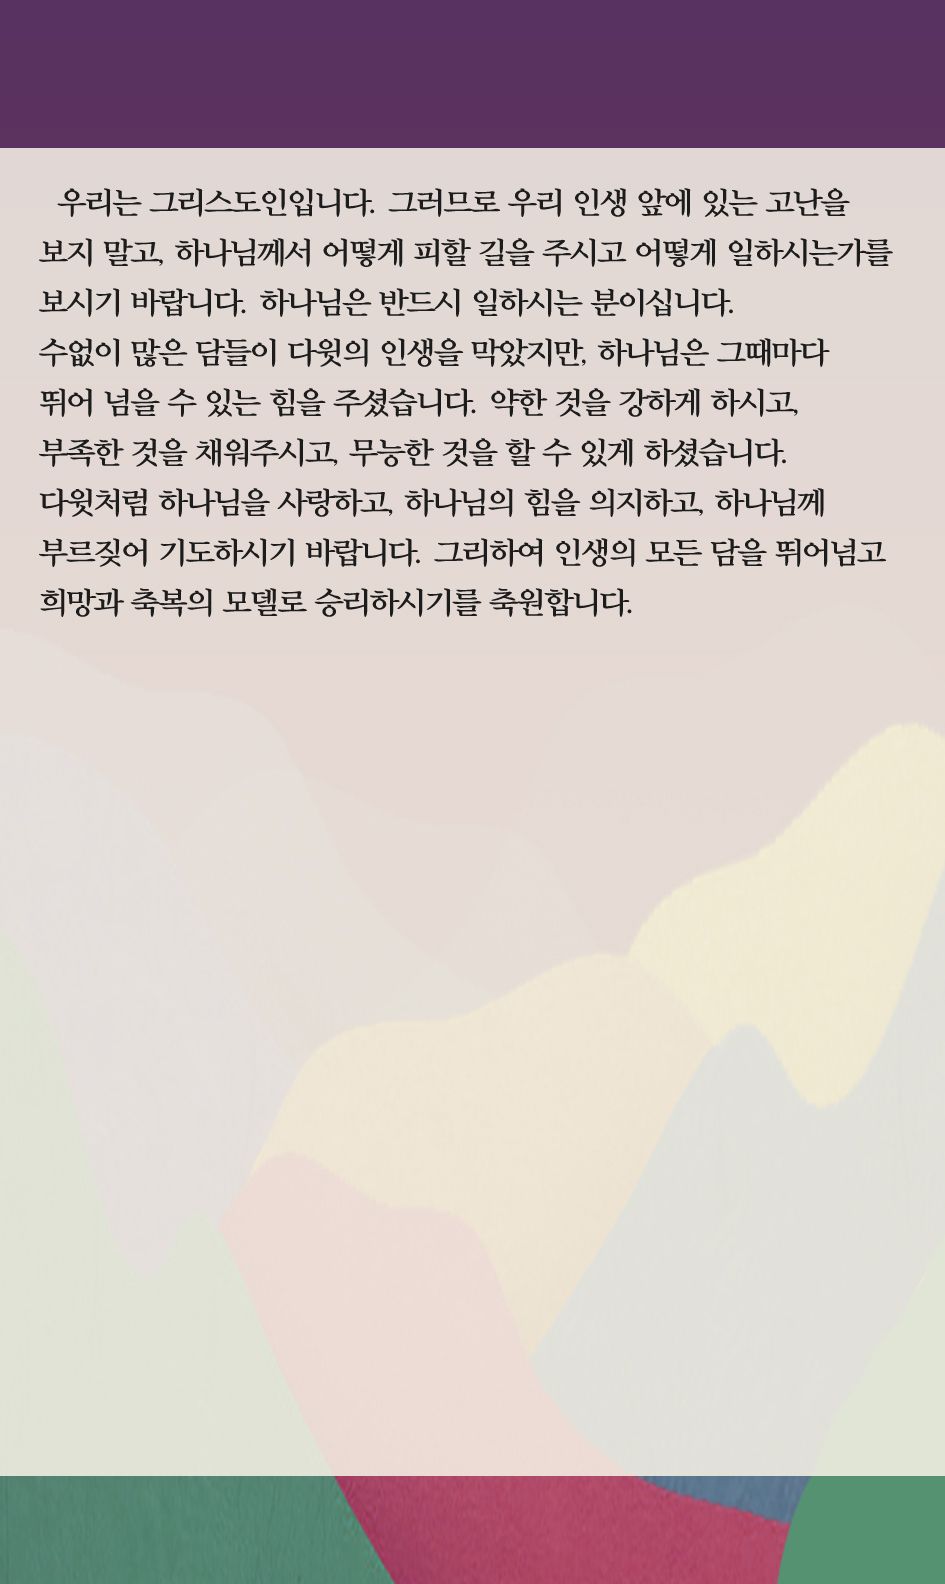 우리는 그리스도인입니다. 그러므로 우리 인생 앞에 있는 고난을
보지 말고, 하나님께서 어떻게 피할 길을 주시고 어떻게 일하시는가를
보시기 바랍니다. 하나님은 반드시 일하시는 분이십니다.
수없이 많은 담들이 다윗의 인생을 막았지만, 하나님은 그때마다
뛰어 넘을 수 있는 힘을 주셨습니다. 약한 것을 강하게 하시고,
부족한 것을 채워주시고, 무능한 것을 할 수 있게 하셨습니다.
다윗처럼 하나님을 사랑하고, 하나님의 힘을 의지하고, 하나님께
부르짖어 기도하시기 바랍니다. 그리하여 인생의 모든 담을 뛰어넘고
희망과 축복의 모델로 승리하시기를 축원합니다.